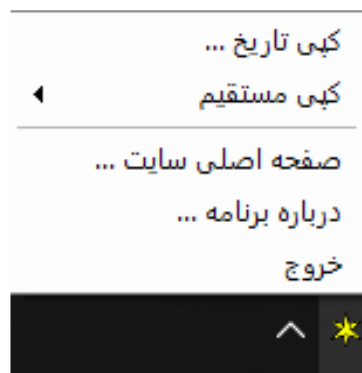 کپی تاریخ ...
کپی مستقیم
صفحه اصلی سایت ...
درباره برنامه ...
خروج